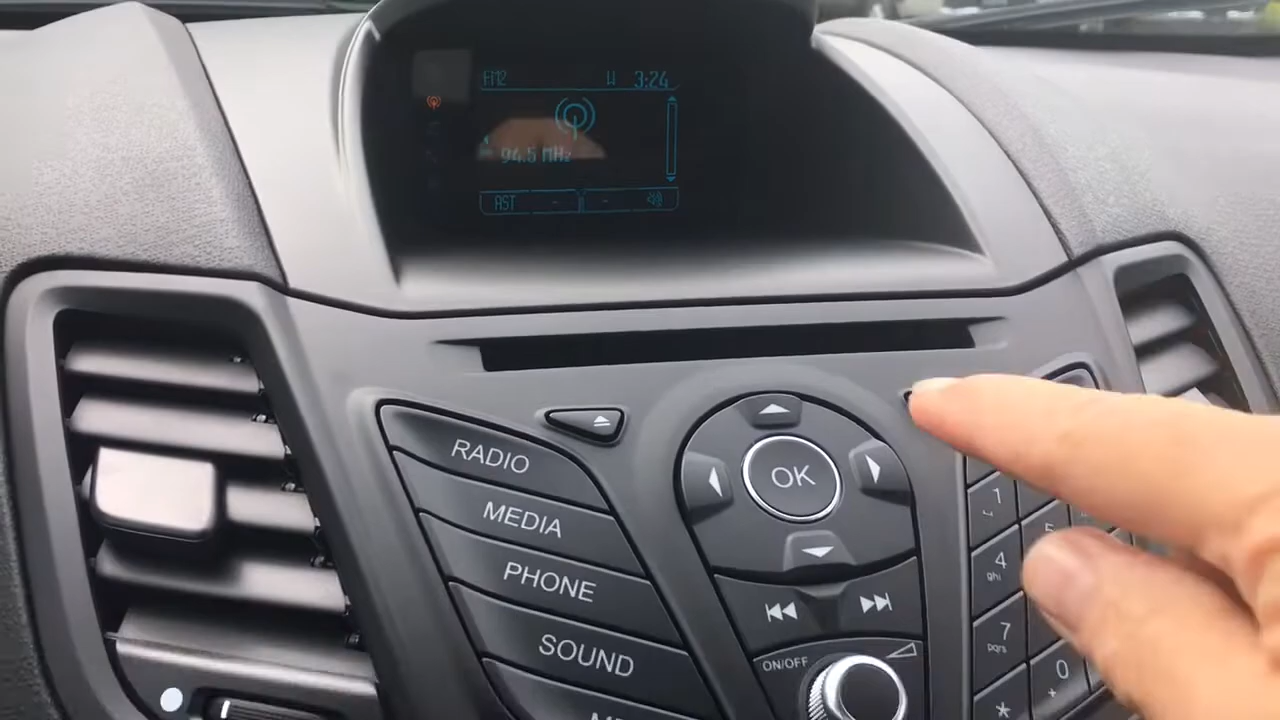 FM2 3:24
94.5 MHz
AST - -
RADIO
MEDIA
PHONE
SOUND
OK
ON/OFF
1
4
ghi
5
7
pqrs
0
+
*